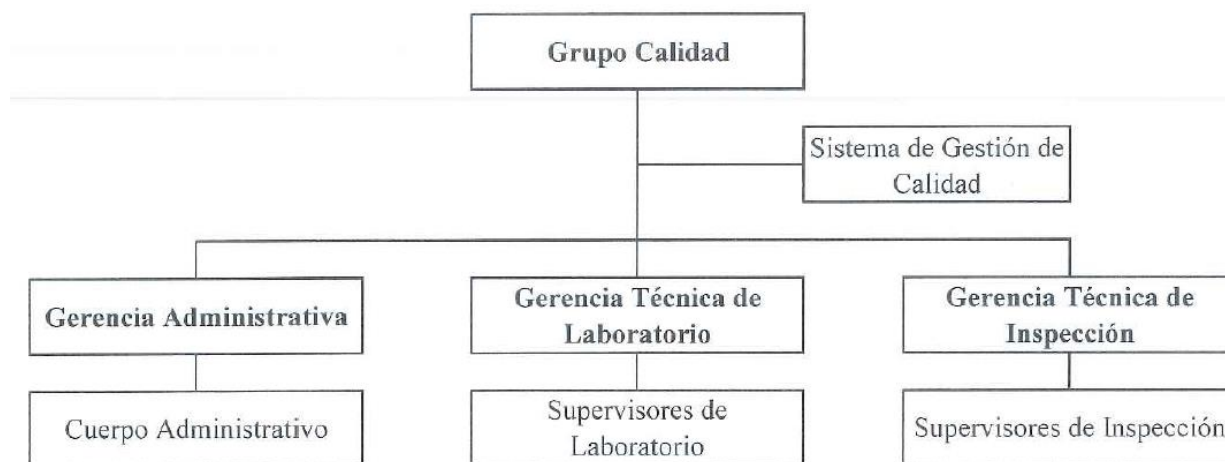 Grupo Calidad
Sistema de Gestión de
Calidad
Gerencia Administrativa
Gerencia Técnica de
Laboratorio
Gerencia Técnica de
Inspección
Cuerpo Administrativo
Supervisores de
Laboratorio
Supervisores de Inspección